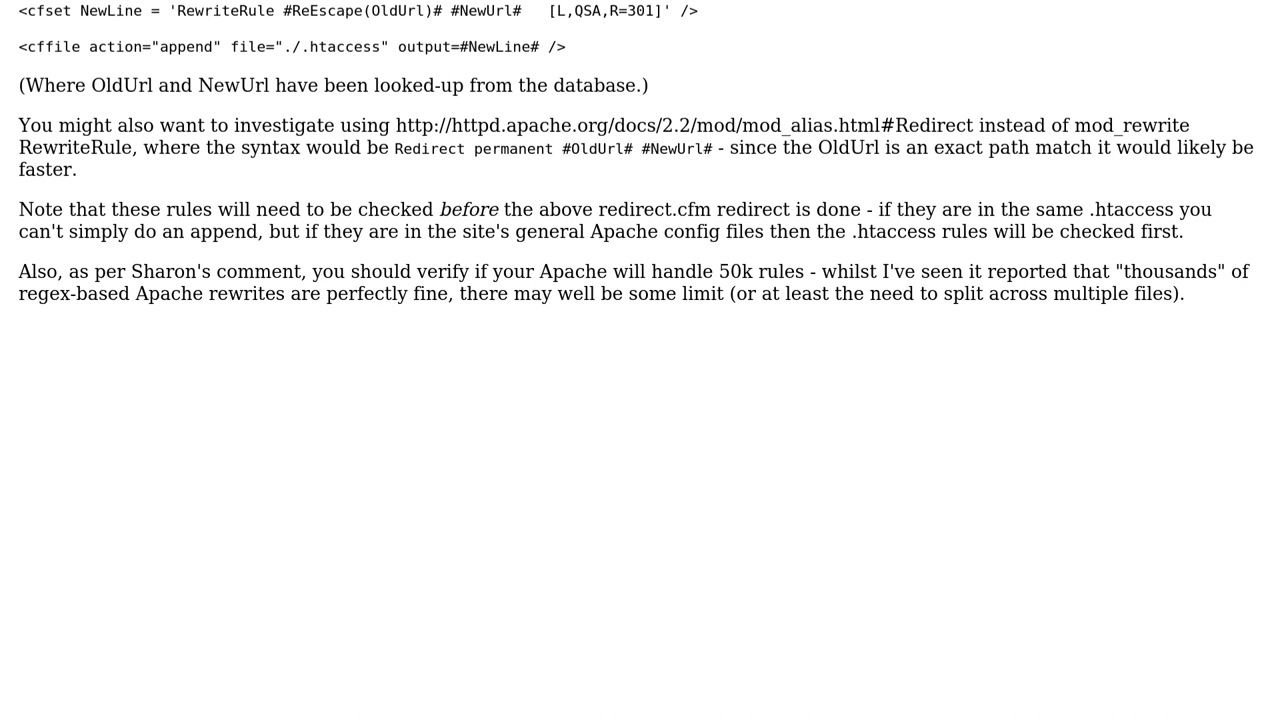 <cfset NewLine = 'RewriteRule #ReEscape(OldUrl)# #NewUrl#   [L,QSA,R=301]' />
<cffile action="append" file="./.htaccess" output=#NewLine# />
(Where OldUrl and NewUrl have been looked-up from the database.)
You might also want to investigate using http://httpd.apache.org/docs/2.2/mod/mod_alias.html#Redirect instead of mod_rewrite
RewriteRule, where the syntax would be Redirect permanent #OldUrl# #NewUrl# - since the OldUrl is an exact path match it would likely be
faster.
Note that these rules will need to be checked before the above redirect.cfm redirect is done - if they are in the same .htaccess you
can't simply do an append, but if they are in the site's general Apache config files then the .htaccess rules will be checked first.
Also, as per Sharon's comment, you should verify if your Apache will handle 50k rules - whilst I've seen it reported that "thousands" of
regex-based Apache rewrites are perfectly fine, there may well be some limit (or at least the need to split across multiple files).